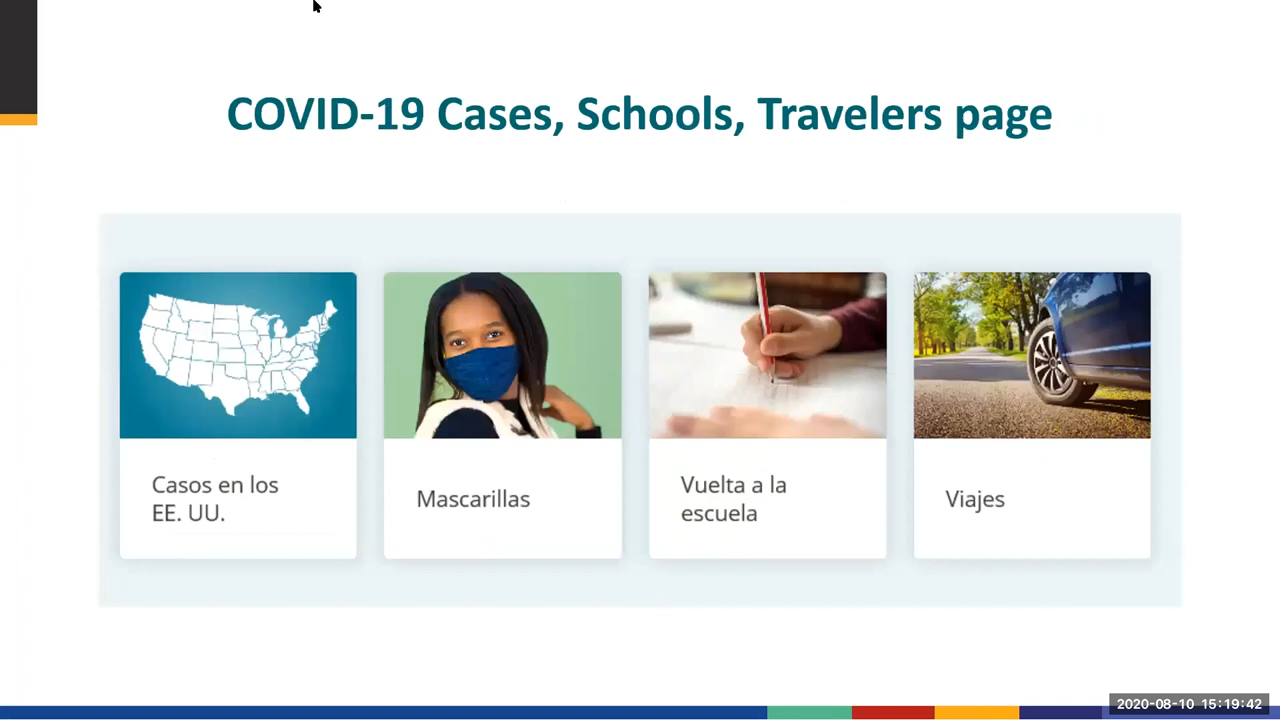 COVID-19 Cases, Schools, Travelers page
Casos en los
EE. UU.
Mascarillas
Vuelta a la
escuela
Viajes
2020-08-10 15:19:42